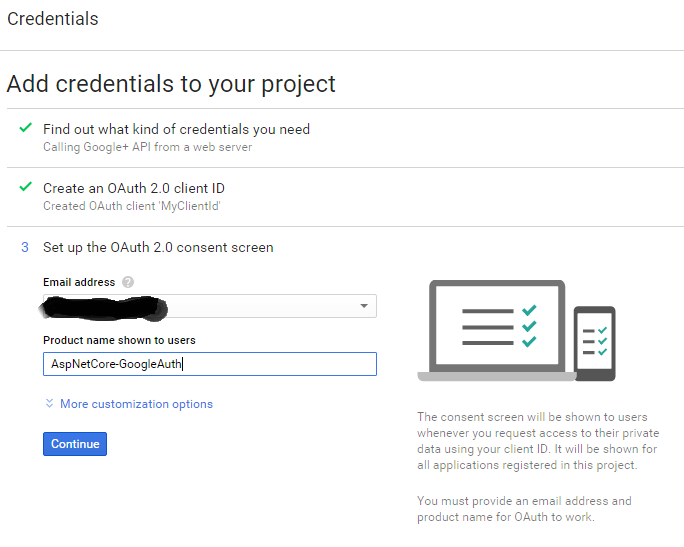 Credentials
Add credentials to your project
Find out what kind of credentials you need
Calling Google+ API from a web server
Create an OAuth 2.0 client ID
Created OAuth client 'MyClientId'
3 Set up the OAuth 2.0 consent screen
Email address ?
Product name shown to users
AspNetCore-GoogleAuth
More customization options
Continue
The consent screen will be shown to users
whenever you request access to their private
data using your client ID. It will be shown for
all applications registered in this project.
You must provide an email address and
product name for OAuth to work.